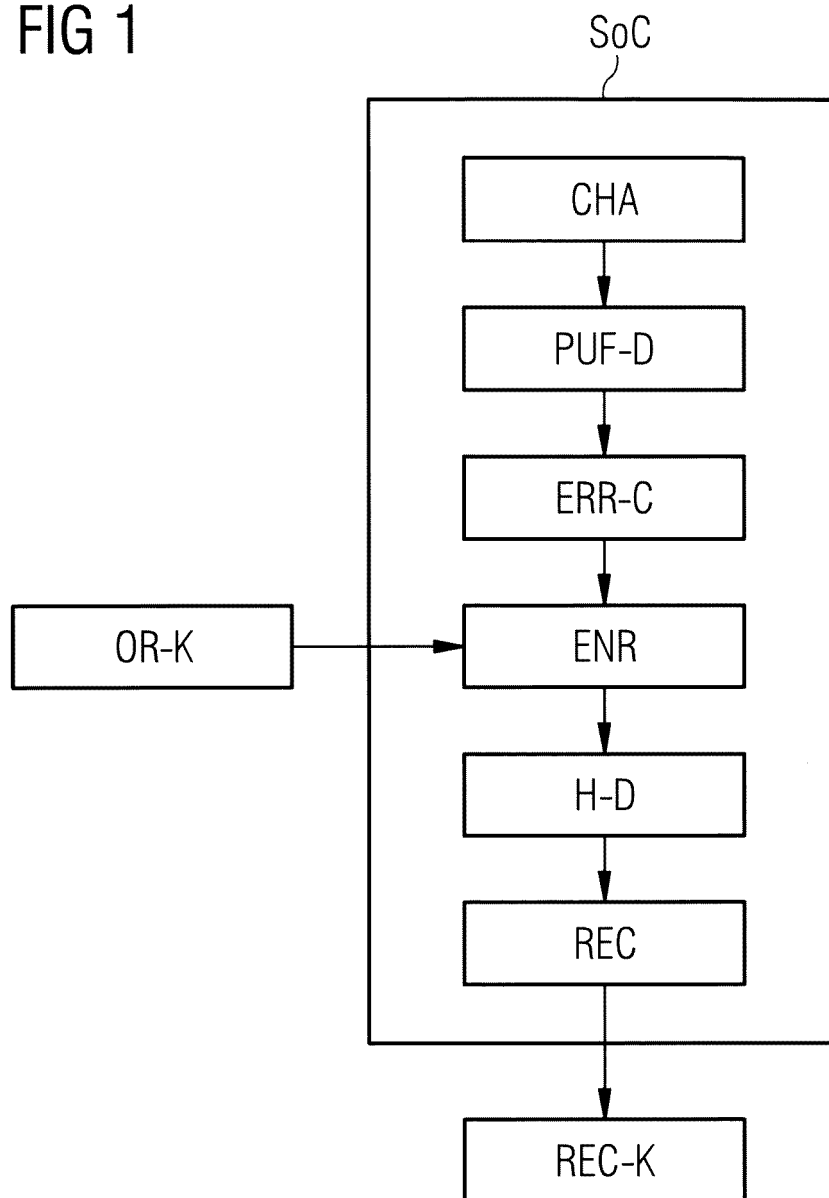 FIG 1
SoC
CHA
PUF-D
ERR-C
OR-K
ENR
H-D
REC
REC-K